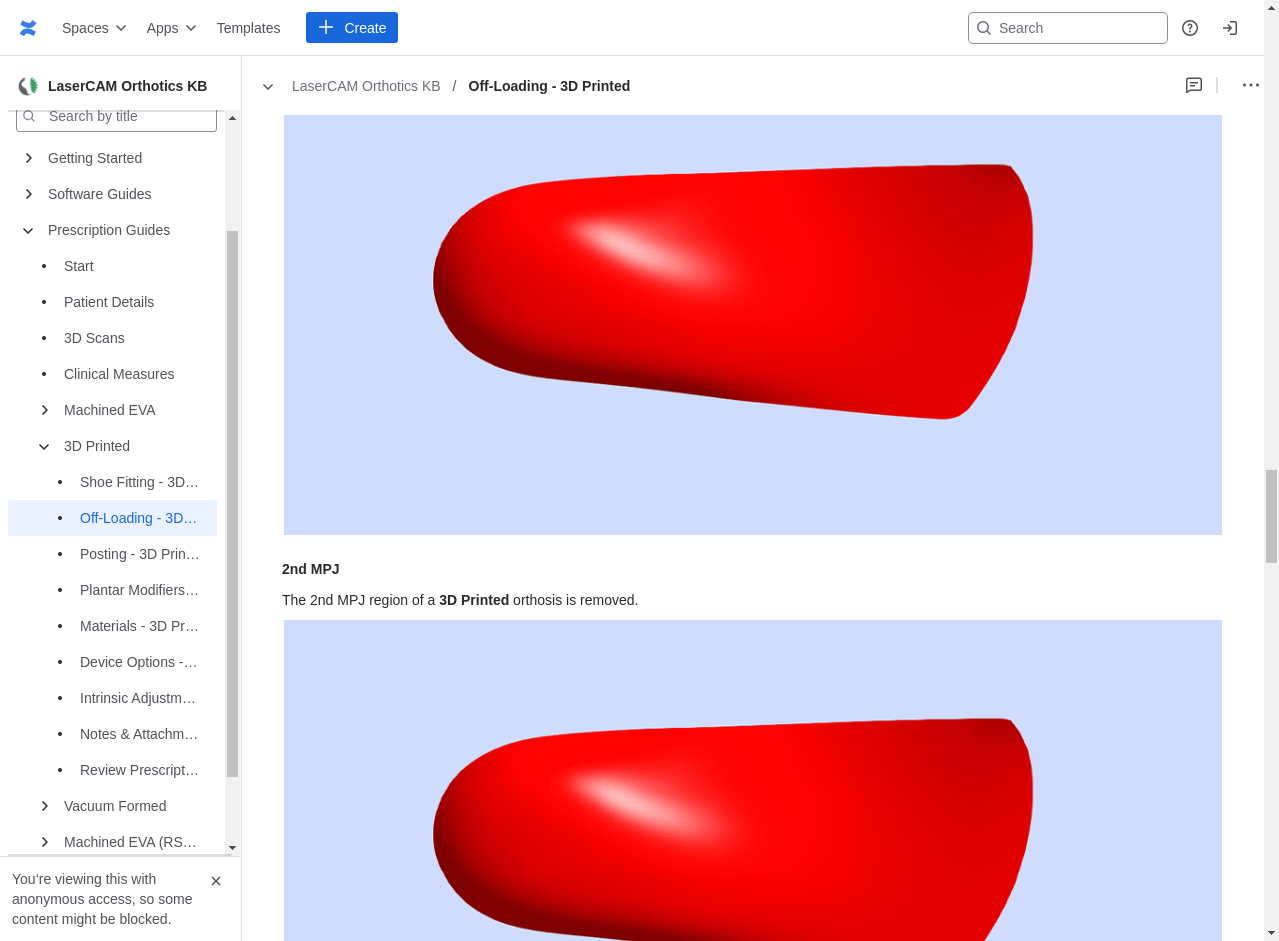 Spaces
Apps
Templates
Create
Search
LaserCAM Orthotics KB
LaserCAM Orthotics KB / Off-Loading - 3D Printed
Search by title
Getting Started
Software Guides
Prescription Guides
Start
Patient Details
3D Scans
Clinical Measures
Machined EVA
3D Printed
Shoe Fitting - 3D...
Off-Loading - 3D...
Posting - 3D Prin...
Plantar Modifiers...
Materials - 3D Pr...
Device Options -...
Intrinsic Adjustm...
Notes & Attachm...
Review Prescript...
Vacuum Formed
Machined EVA (RS...
You're viewing this with
anonymous access, so some
content might be blocked.
2nd MPJ
The 2nd MPJ region of a 3D Printed orthosis is removed.